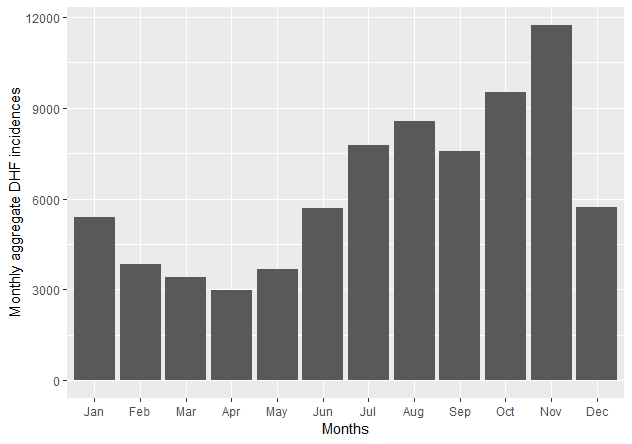 Monthly aggregate DHF incidences
12000
9000
6000
3000
0
Jan Feb Mar Apr May Jun Jul Aug Sep Oct Nov Dec
Months